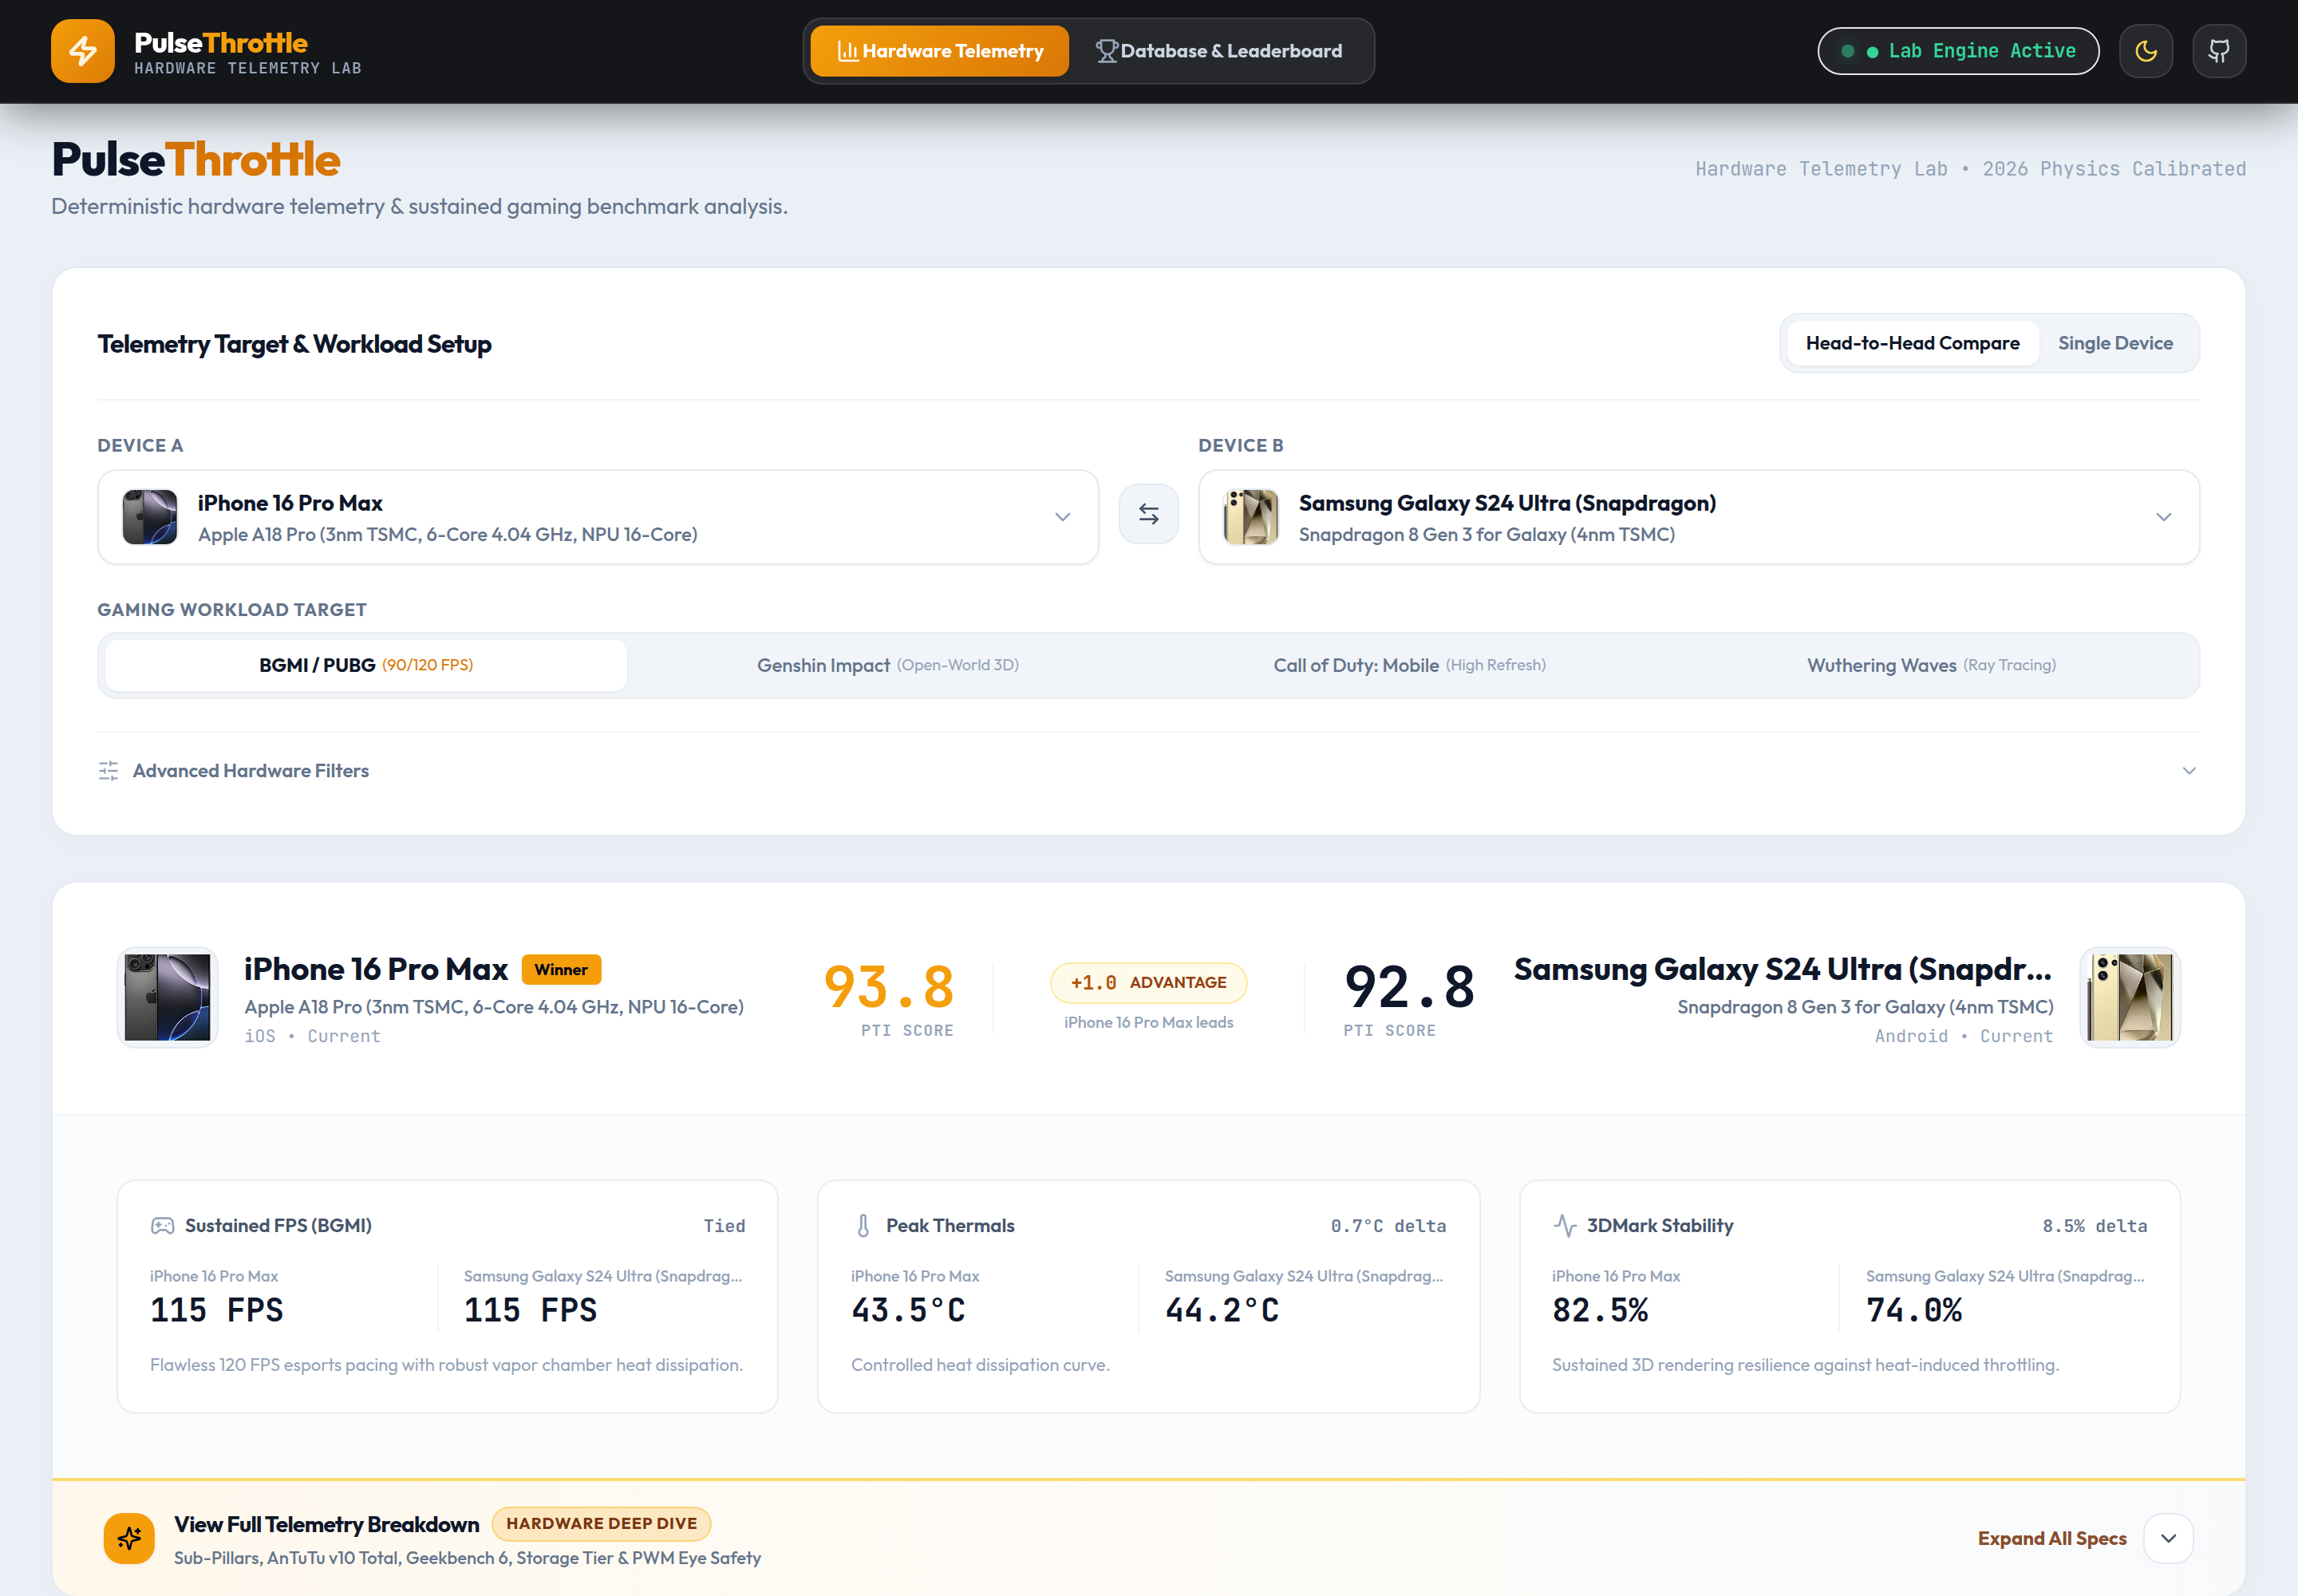 PulseThrottle
HARDWARE TELEMETRY LAB
Hardware Telemetry
Database & Leaderboard
Lab Engine Active
PulseThrottle
Deterministic hardware telemetry & sustained gaming benchmark analysis.
Hardware Telemetry Lab • 2026 Physics Calibrated
Telemetry Target & Workload Setup
Head-to-Head Compare
Single Device
DEVICE A
iPhone 16 Pro Max
Apple A18 Pro (3nm TSMC, 6-Core 4.04 GHz, NPU 16-Core)
DEVICE B
Samsung Galaxy S24 Ultra (Snapdragon)
Snapdragon 8 Gen 3 for Galaxy (4nm TSMC)
GAMING WORKLOAD TARGET
BGMI / PUBG (90/120 FPS)
Genshin Impact (Open-World 3D)
Call of Duty: Mobile (High Refresh)
Wuthering Waves (Ray Tracing)
Advanced Hardware Filters
iPhone 16 Pro Max
Winner
Apple A18 Pro (3nm TSMC, 6-Core 4.04 GHz, NPU 16-Core)
iOS • Current
93.8
PTI SCORE
+1.0 ADVANTAGE
iPhone 16 Pro Max leads
92.8
PTI SCORE
Samsung Galaxy S24 Ultra (Snapdr...
Snapdragon 8 Gen 3 for Galaxy (4nm TSMC)
Android • Current
Sustained FPS (BGMI)
Tied
iPhone 16 Pro Max
115 FPS
Samsung Galaxy S24 Ultra (Snapdrag...
115 FPS
Flawless 120 FPS esports pacing with robust vapor chamber heat dissipation.
Peak Thermals
0.7°C delta
iPhone 16 Pro Max
43.5°C
Samsung Galaxy S24 Ultra (Snapdrag...
44.2°C
Controlled heat dissipation curve.
3DMark Stability
8.5% delta
iPhone 16 Pro Max
82.5%
Samsung Galaxy S24 Ultra (Snapdrag...
74.0%
Sustained 3D rendering resilience against heat-induced throttling.
View Full Telemetry Breakdown
HARDWARE DEEP DIVE
Sub-Pillars, AnTuTu v10 Total, Geekbench 6, Storage Tier & PWM Eye Safety
Expand All Specs